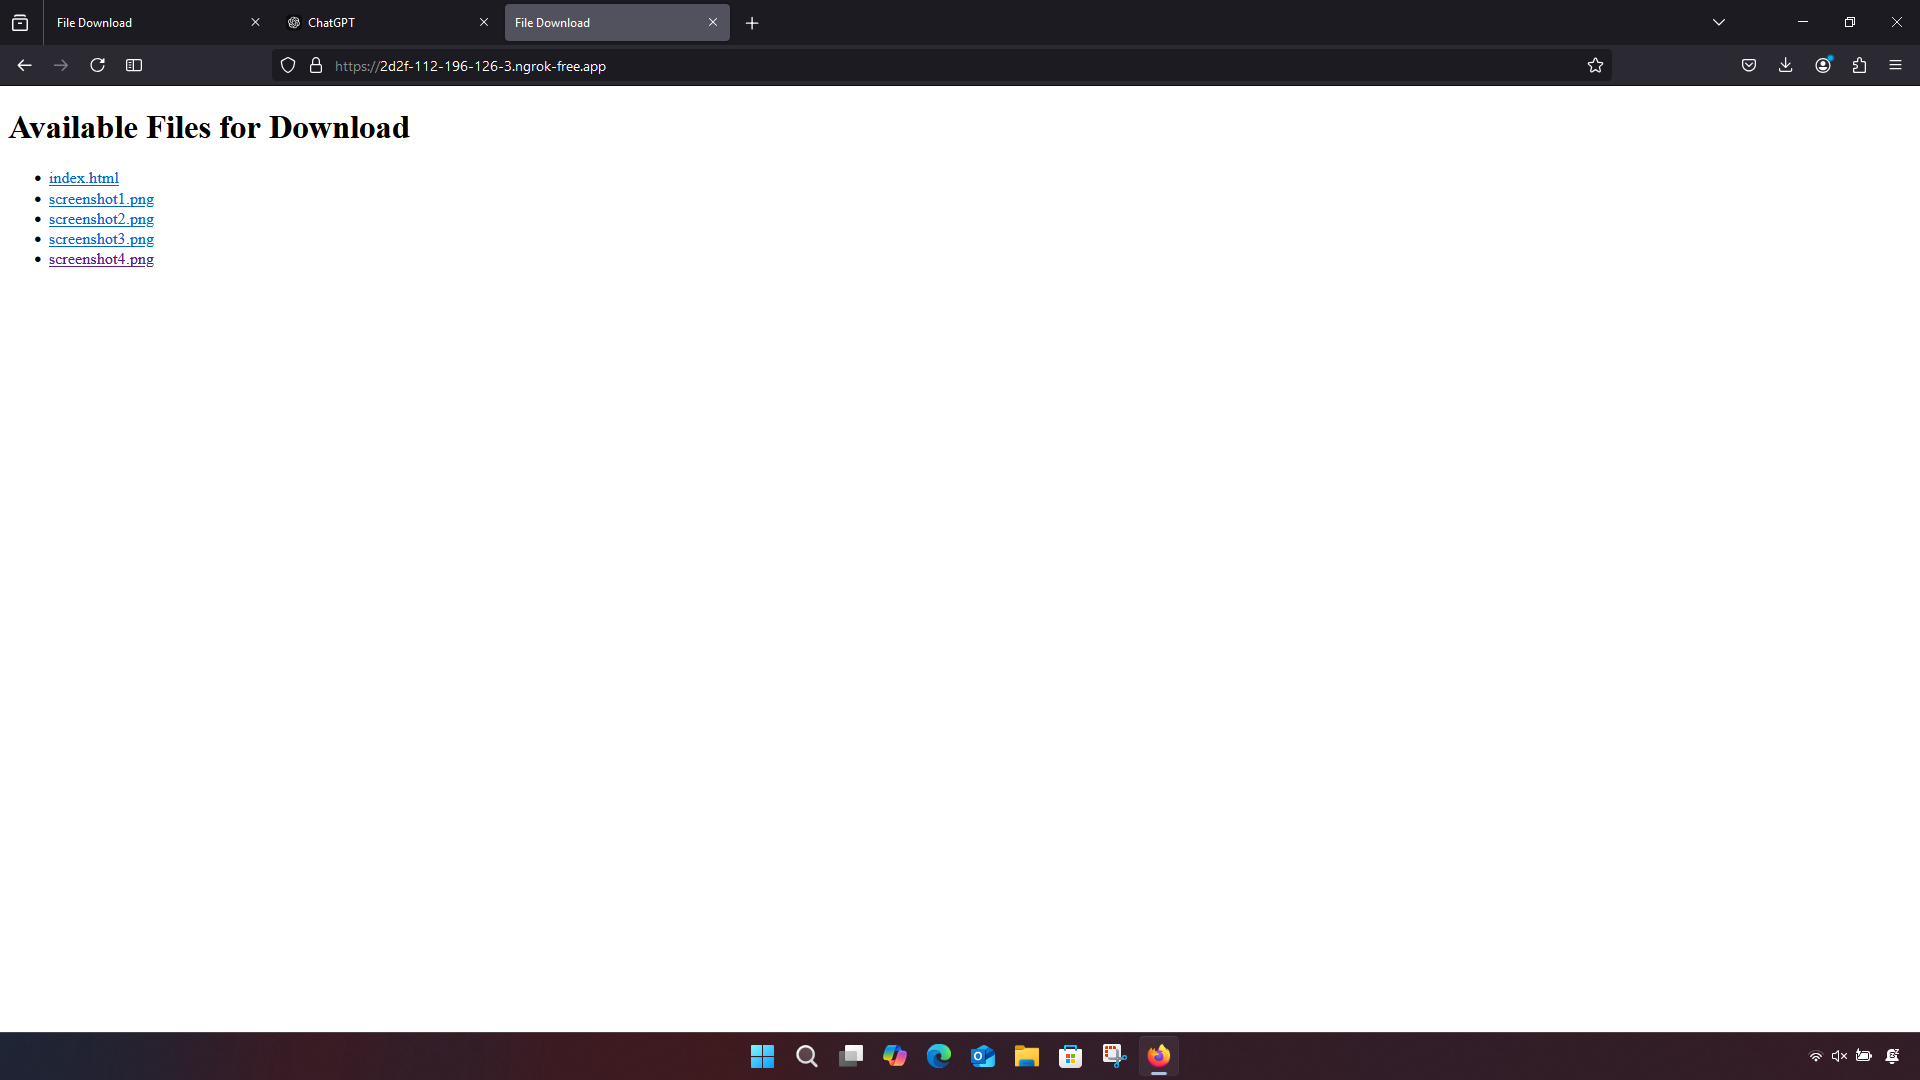 File Download
ChatGPT
File Download
https://2d2f-112-196-126-3.ngrok-free.app
Available Files for Download
index.html
screenshot1.png
screenshot2.png
screenshot3.png
screenshot4.png